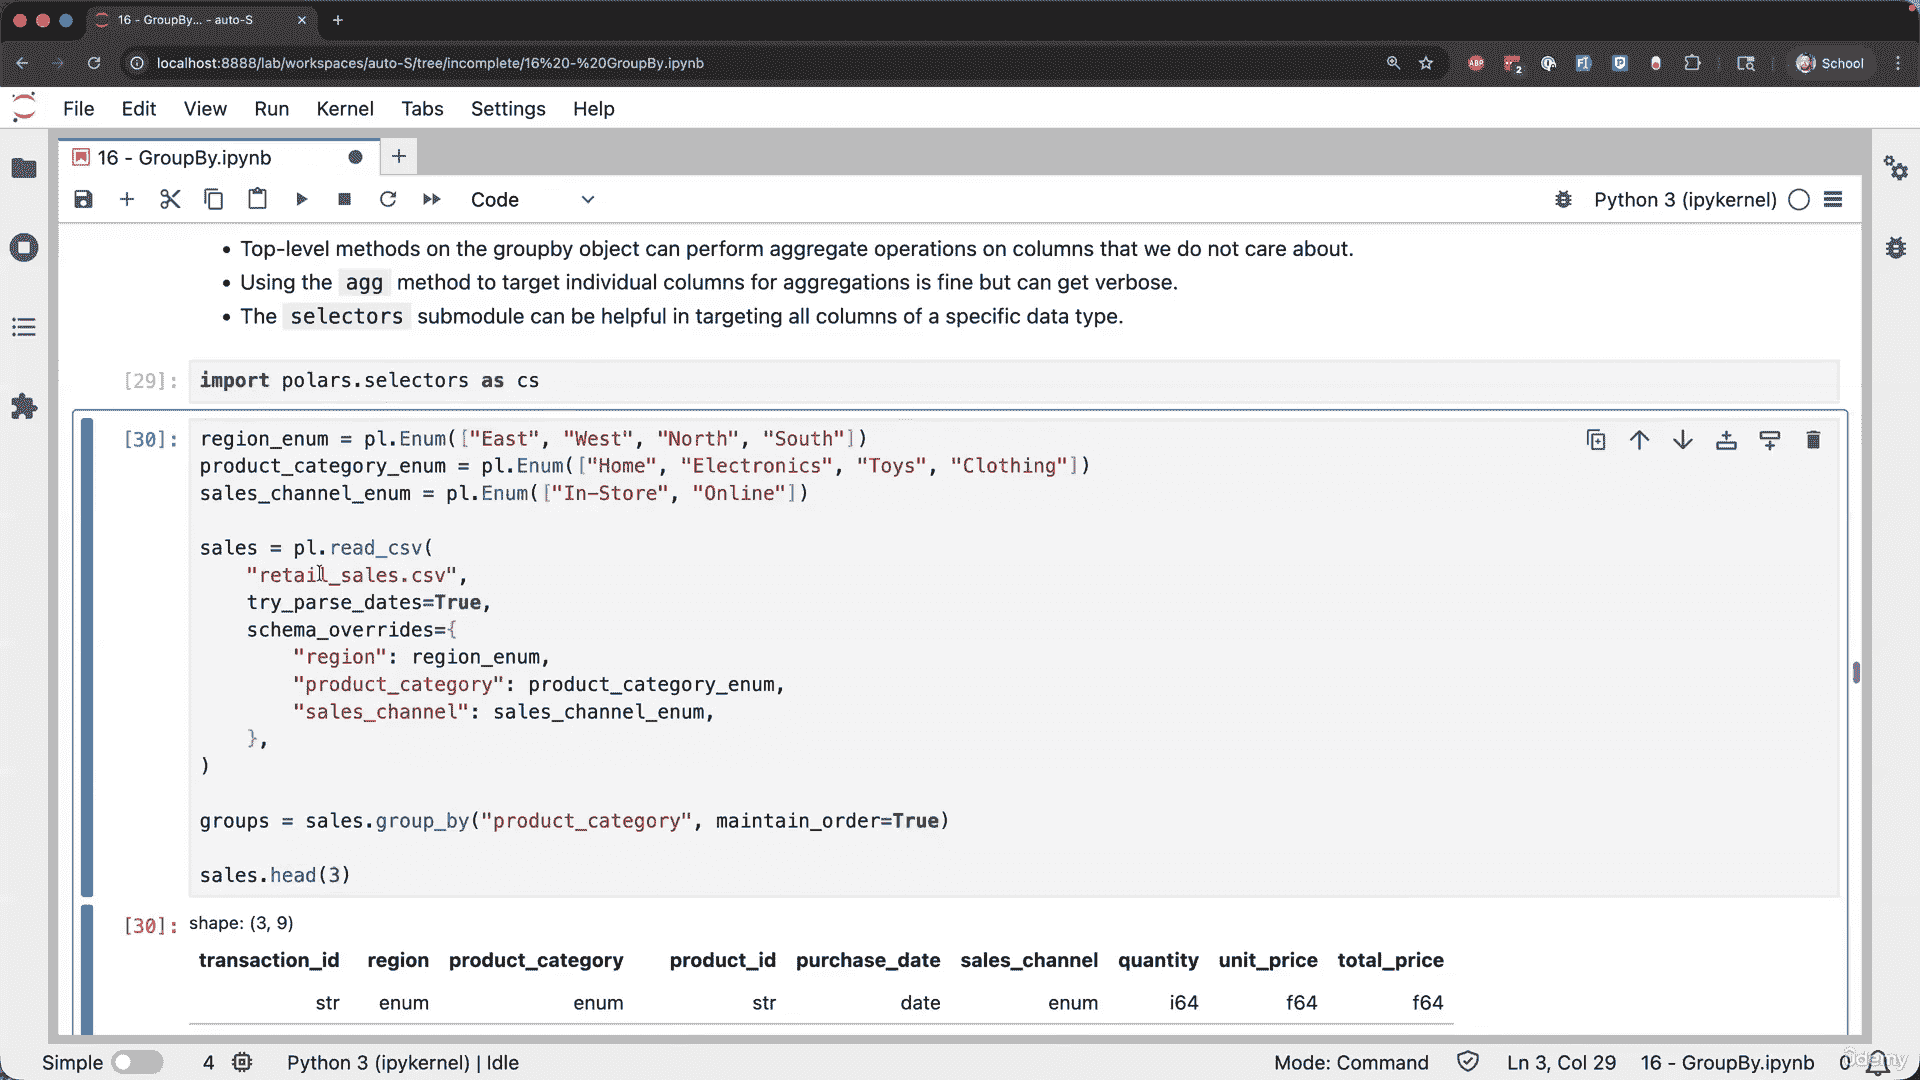 16 - GroupBy... - auto-S
localhost:8888/lab/workspaces/auto-S/tree/incomplete/16%20-%20GroupBy.ipynb
ABP
2
School
File Edit View Run Kernel Tabs Settings Help
16 - GroupBy.ipynb
Code
Python 3 (ipykernel)
• Top-level methods on the groupby object can perform aggregate operations on columns that we do not care about.
• Using the agg method to target individual columns for aggregations is fine but can get verbose.
• The selectors submodule can be helpful in targeting all columns of a specific data type.
[29]: import polars.selectors as cs
[30]: region_enum = pl.Enum(["East", "West", "North", "South"])
product_category_enum = pl.Enum(["Home", "Electronics", "Toys", "Clothing"])
sales_channel_enum = pl.Enum(["In-Store", "Online"])
sales = pl.read_csv(
"retail_sales.csv",
try_parse_dates=True,
schema_overrides={
"region": region_enum,
"product_category": product_category_enum,
"sales_channel": sales_channel_enum,
},
)
groups = sales.group_by("product_category", maintain_order=True)
sales.head(3)
[30]: shape: (3, 9)
transaction_id region product_category product_id purchase_date sales_channel quantity unit_price total_price
str enum enum str date enum i64 f64 f64
Simple 4 Python 3 (ipykernel) | Idle Mode: Command Ln 3, Col 29 16 - GroupBy.ipynb 0
udemy